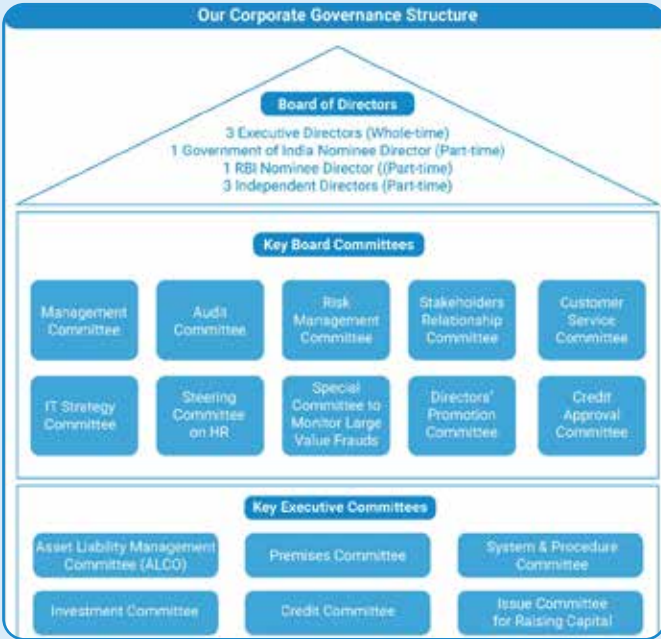 Our Corporate Governance Structure
Board of Directors
3 Executive Directors (Whole-time)
1 Government of India Nominee Director (Part-time)
1 RBI Nominee Director ((Part-time)
3 Independent Directors (Part-time)
Key Board Committees
Management
Committee
Audit
Committee
Risk
Management
Committee
Stakeholders
Relationship
Committee
Customer
Service
Committee
IT Strategy
Committee
Steering
Committee
on HR
Special
Committee to
Monitor Large
Value Frauds
Directors'
Promotion
Committee
Credit
Approval
Committee
Key Executive Committees
Asset Liability Management
Committee (ALCO)
Premises Committee
System & Procedure
Committee
Investment Committee
Credit Committee
Issue Committee
for Raising Capital